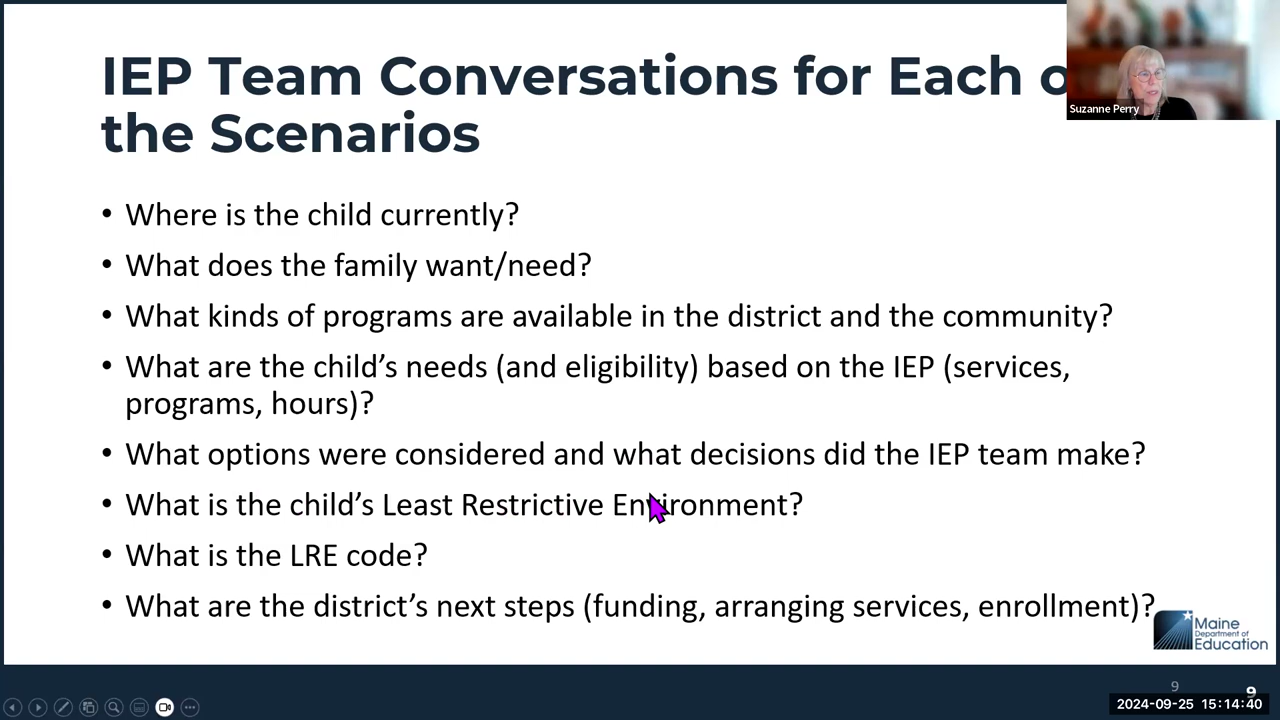 IEP Team Conversations for Each o
the Scenarios
Suzanne Perry
• Where is the child currently?
• What does the family want/need?
• What kinds of programs are available in the district and the community?
• What are the child’s needs (and eligibility) based on the IEP (services,
programs, hours)?
• What options were considered and what decisions did the IEP team make?
• What is the child’s Least Restrictive Environment?
• What is the LRE code?
• What are the district’s next steps (funding, arranging services, enrollment)?
Maine
Department of
Education
9
9
2024-09-25 15:14:40